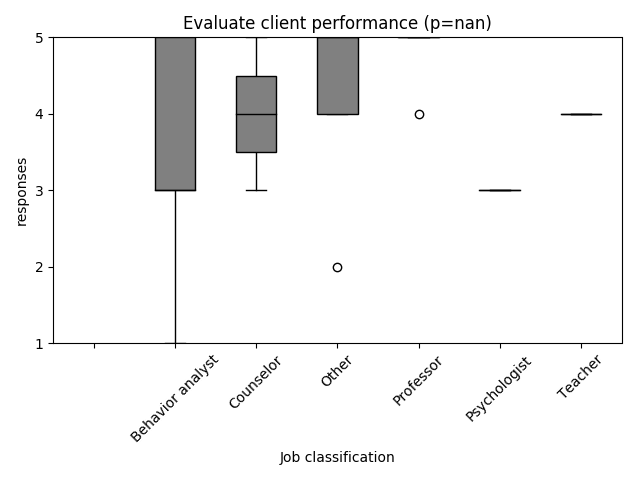 Evaluate client performance (p=nan)
5
4
3
2
1
responses
Behavior analyst
Counselor
Other
Professor
Psychologist
Teacher
Job classification